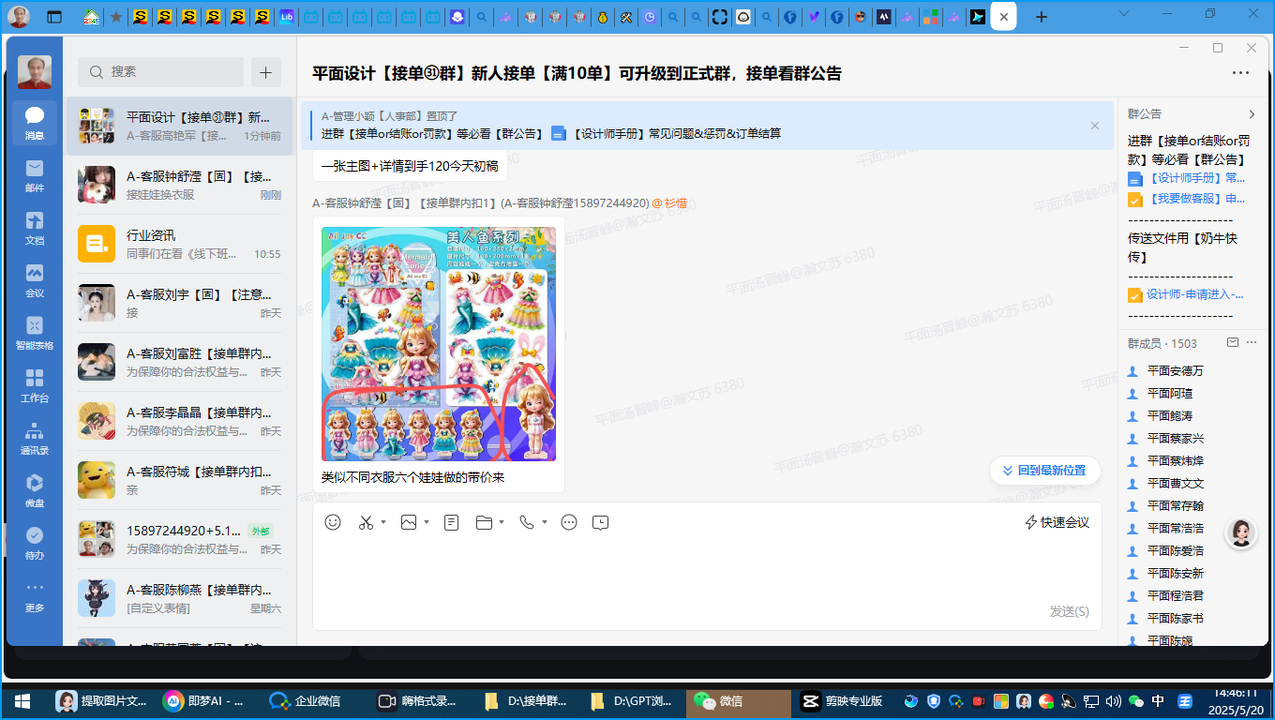 搜索
平面设计【接单㉛群】新人接单【满10单】可升级到正式群，接单看群公告
消息
邮件
文档
会议
智能表格
工作台
通讯录
微盘
待办
更多
平面设计【接单㉛群】新...
A-客服高艳军【接... 1分钟前
A-客服钟舒滢【固】【接...
接娃娃换衣服 刚刚
行业资讯
同事们在看《线下班... 10:55
A-客服刘宇【固】【注意...
接 昨天
A-客服刘富胜【接单群内...
为保障你的合法权益与... 昨天
A-客服李晶晶【接单群内...
为保障你的合法权益与... 昨天
A-客服符城【接单群内扣...
亲 昨天
15897244920+5.1... 外部
为保障你的合法权益与... 昨天
A-客服陈柳燕【接单群内...
[自定义表情] 星期六
A-管理小颖【人事部】置顶了
进群【接单or结账or罚款】等必看【群公告】 【设计师手册】常见问题&惩罚&订单结算
一张主图+详情到手120今天初稿
A-客服钟舒滢【固】【接单群内扣1】(A-客服钟舒滢15897244920) @衫惜
美人鱼系列
Mermaid
类似不同衣服六个娃娃做的带价来
平面汤晋峰@瀚文苏 6380
回到最新位置
快速会议
发送(S)
群公告
进群【接单or结账or罚
款】等必看【群公告】
【设计师手册】常...
【我要做客服】申...
-------------------
传送文件用【奶牛快
传】
-------------------
设计师-申请进入-...
-------------------
群成员 · 1503
平面安德万
平面阿瑄
平面鲍涛
平面蔡家兴
平面蔡炜烽
平面曹文文
平面常存翰
平面常浩浩
平面陈爱浩
平面陈安新
平面程浩君
平面陈家书
平面陈旎
提取图片文...
即梦AI - ...
企业微信
嗨格式录...
D:\接单群...
D:\GPT浏...
微信
剪映专业版
中
14:46:11
2025/5/20